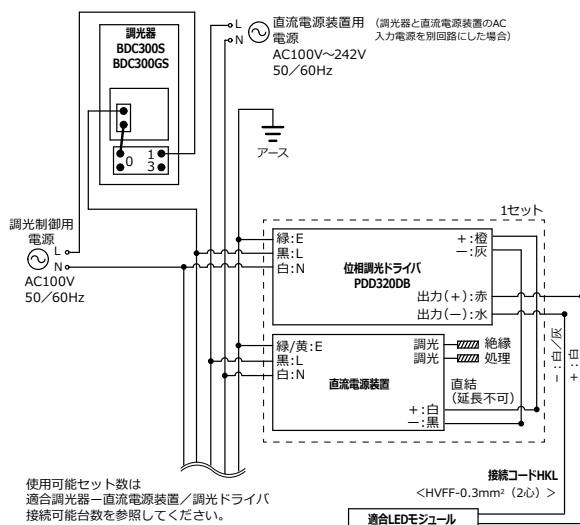 調光器
BDC300S
BDC300GS
0
1
3
L
N
直流電源装置用
電源
AC100V～242V
50／60Hz
（調光器と直流電源装置のAC
入力電源を別回路にした場合）
アース
調光制御用
電源
L
N
AC100V
50／60Hz
1セット
緑：E
黒：L
白：N
位相調光ドライバ
PDD320DB
＋：橙
－：灰
出力（＋）：赤
出力（－）：水
緑/黄：E
黒：L
白：N
直流電源装置
調光
調光
絶縁
処理
直結
（延長不可）
＋：白
－：黒
－：白/灰
＋：白
接続コードHKL
＜HVFF-0.3mm²（2心）＞
適合LEDモジュール
使用可能セット数は
適合調光器－直流電源装置／調光ドライバ
接続可能台数を参照してください。